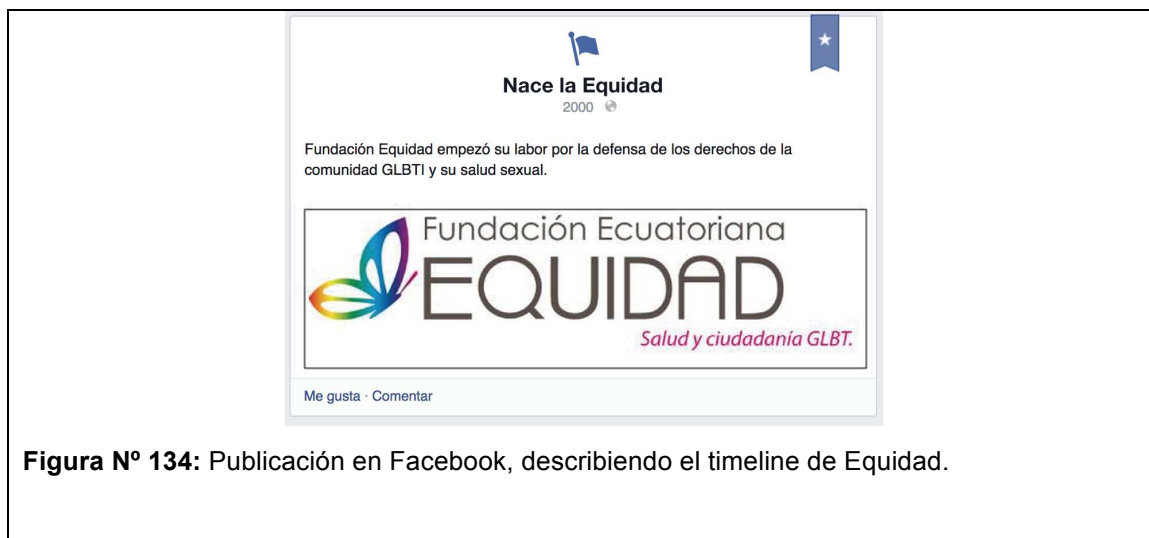 Nace la Equidad
2000
Fundación Equidad empezó su labor por la defensa de los derechos de la
comunidad GLBTI y su salud sexual.
Fundación Ecuatoriana
EQUIDAD
Salud y ciudadanía GLBT.
Me gusta · Comentar
Figura Nº 134: Publicación en Facebook, describiendo el timeline de Equidad.